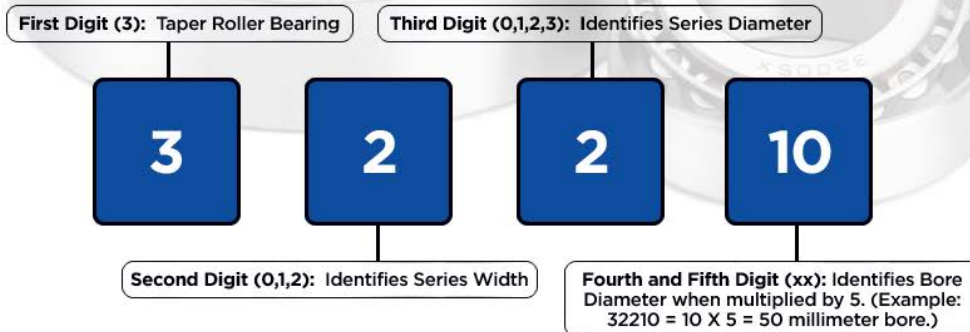 First Digit (3): Taper Roller Bearing
Third Digit (0,1,2,3): Identifies Series Diameter
3
2
2
10
Second Digit (0,1,2): Identifies Series Width
Fourth and Fifth Digit (xx): Identifies Bore
Diameter when multiplied by 5. (Example:
32210 = 10 X 5 = 50 millimeter bore.)